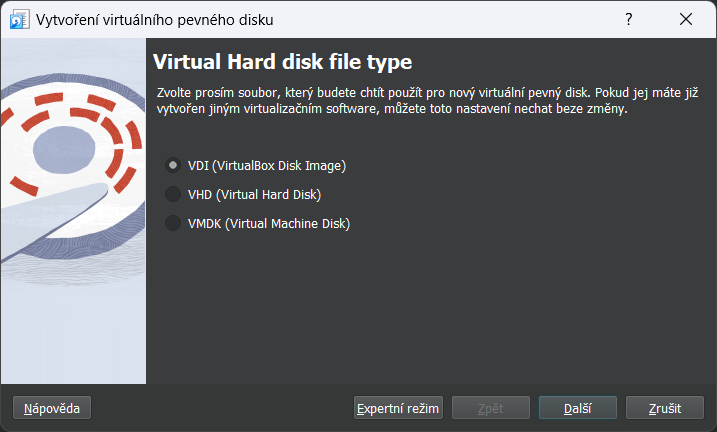 Vytvoření virtuálního pevného disku
?
Virtual Hard disk file type
Zvolte prosím soubor, který budete chtít použít pro nový virtuální pevný disk. Pokud jej máte již
vytvořen jiným virtualizačním software, můžete toto nastavení nechat beze změny.
VDI (VirtualBox Disk Image)
VHD (Virtual Hard Disk)
VMDK (Virtual Machine Disk)
Nápověda
Expertní režim
Zpět
Další
Zrušit